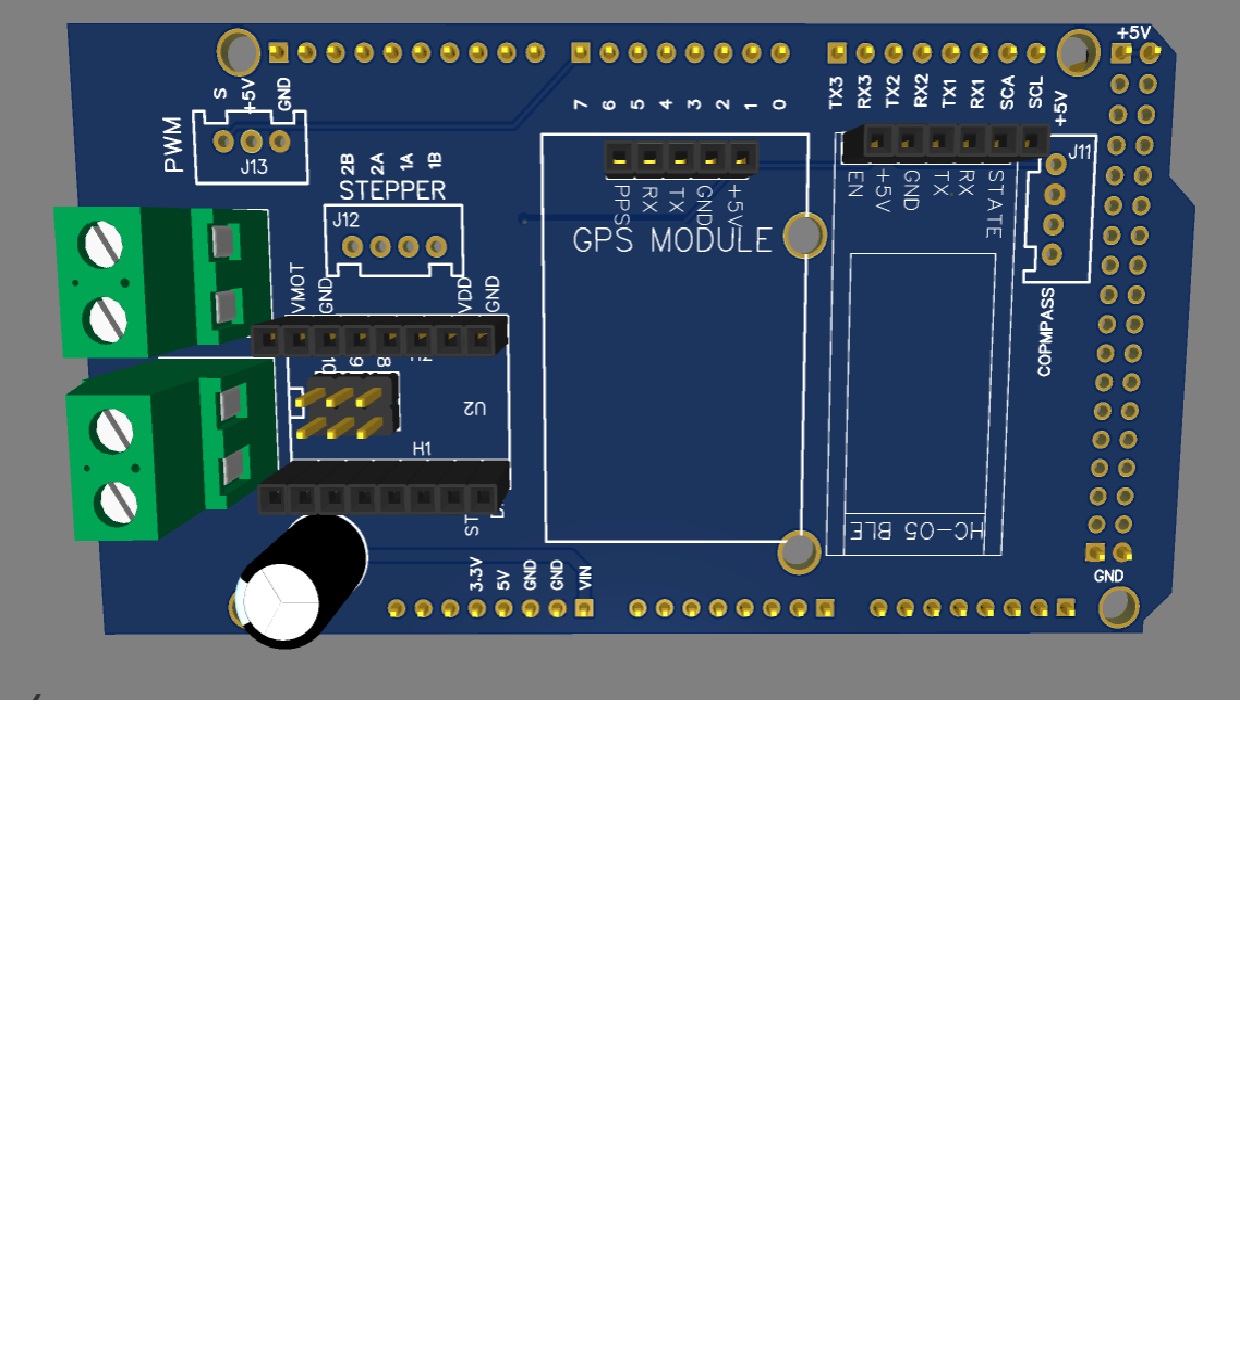 +5V
S
+5V
GND
PWM
J13
7
6
5
4
3
2
1
0
TX3
RX3
TX2
RX2
TX1
RX1
SCA
SCL
+5V
J11
2B
2A
1A
1B
STEPPER
J12
PPS
RX
TX
GND
+5V
GPS MODULE
EN
+5V
GND
TX
RX
STATE
VMOT
GND
VDD
GND
COPMPASS
10
9
8
U2
H1
ST
HC-05 BLE
3.3V
5V
GND
GND
VIN
GND